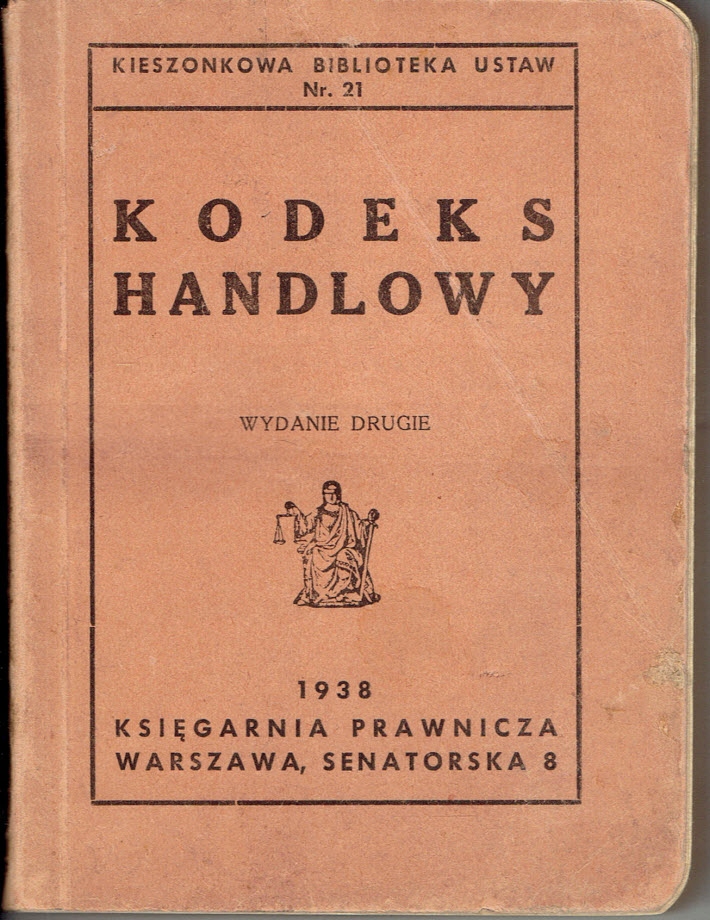 KIESZONKOWA BIBLIOTEKA USTAW
Nr. 21
KODEKS
HANDLOWY
WYDANIE DRUGIE
1938
KSIĘGARNIA PRAWNICZA
WARSZAWA, SENATORSKA 8